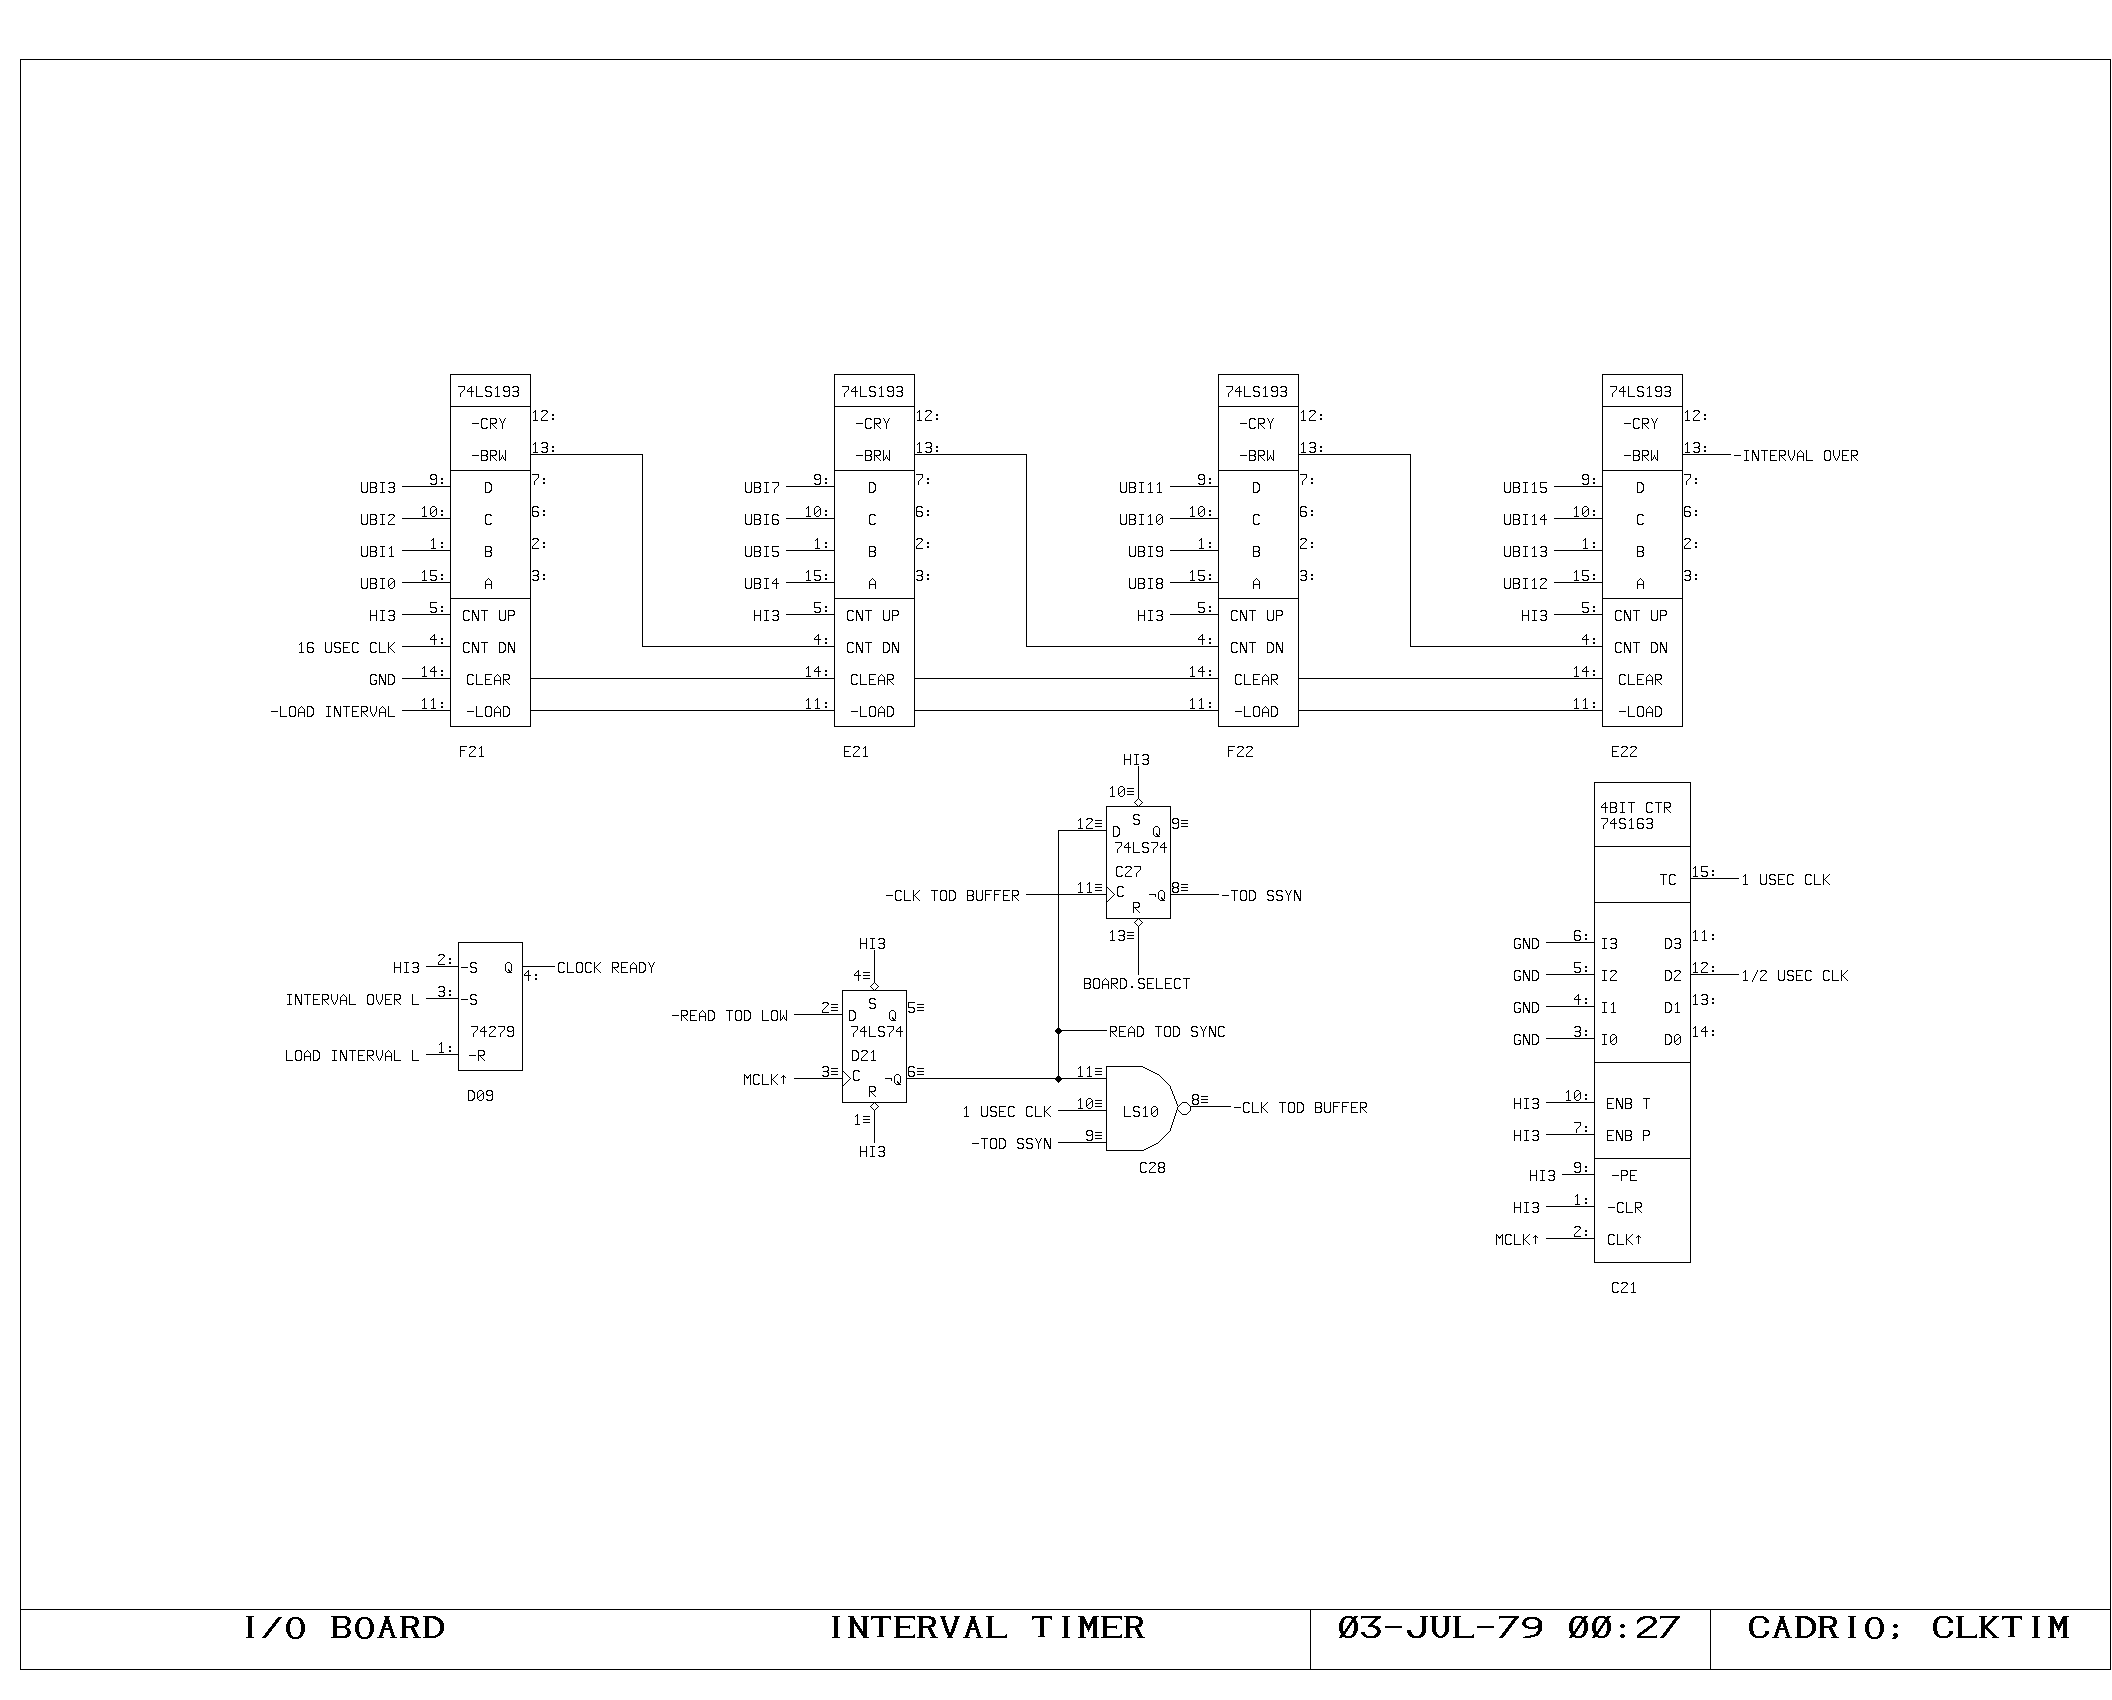 74LS193 74LS193 74LS193 74LS193
-CRY 12: -CRY 12: -CRY 12: -CRY 12:
-BRW 13: -BRW 13: -BRW 13: -BRW 13: -INTERVAL OVER
UBI3 9: D 7: UBI7 9: D 7: UBI11 9: D 7: UBI15 9: D 7:
UBI2 10: C 6: UBI6 10: C 6: UBI10 10: C 6: UBI14 10: C 6:
UBI1 1: B 2: UBI5 1: B 2: UBI9 1: B 2: UBI13 1: B 2:
UBI0 15: A 3: UBI4 15: A 3: UBI8 15: A 3: UBI12 15: A 3:
HI3 5: CNT UP HI3 5: CNT UP HI3 5: CNT UP HI3 5: CNT UP
16 USEC CLK 4: CNT DN 4: CNT DN 4: CNT DN 4: CNT DN
GND 14: CLEAR 14: CLEAR 14: CLEAR 14: CLEAR
-LOAD INTERVAL 11: -LOAD 11: -LOAD 11: -LOAD 11: -LOAD
F21 E21 F22 E22
HI3 2: -S Q 4: CLOCK READY
INTERVAL OVER L 3: -S
74279
LOAD INTERVAL L 1: -R
D09
HI3
4≡
S
-READ TOD LOW 2≡ D Q 5≡
74LS74
D21
MCLK↑ 3≡ C ¬Q 6≡
R
1≡
HI3
HI3
10≡
S
12≡ D Q 9≡
74LS74
C27
-CLK TOD BUFFER 11≡ C ¬Q 8≡ -TOD SSYN
R
13≡
BOARD.SELECT
READ TOD SYNC
11≡
1 USEC CLK 10≡ LS10 8≡ -CLK TOD BUFFER
-TOD SSYN 9≡
C28
4BIT CTR
74S163
TC 15: 1 USEC CLK
GND 6: I3 D3 11:
GND 5: I2 D2 12: 1/2 USEC CLK
GND 4: I1 D1 13:
GND 3: I0 D0 14:
HI3 10: ENB T
HI3 7: ENB P
HI3 9: -PE
HI3 1: -CLR
MCLK↑ 2: CLK↑
C21
I/O BOARD INTERVAL TIMER 03-JUL-79 00:27 CADRIO; CLKTIM